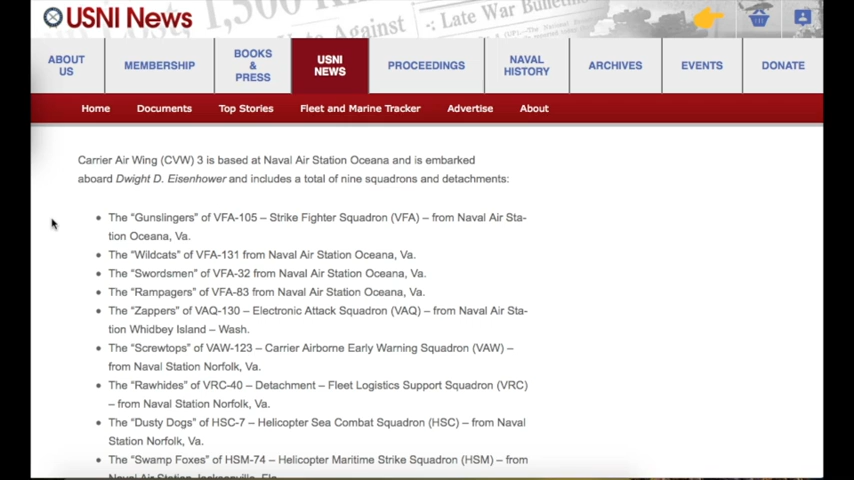 Late War Bulletins
Against
USNI News
ABOUT US
MEMBERSHIP
BOOKS & PRESS
USNI NEWS
PROCEEDINGS
NAVAL HISTORY
ARCHIVES
EVENTS
DONATE
Home
Documents
Top Stories
Fleet and Marine Tracker
Advertise
About
Carrier Air Wing (CVW) 3 is based at Naval Air Station Oceana and is embarked
aboard Dwight D. Eisenhower and includes a total of nine squadrons and detachments:
• The “Gunslingers” of VFA-105 – Strike Fighter Squadron (VFA) – from Naval Air Sta-
tion Oceana, Va.
• The “Wildcats” of VFA-131 from Naval Air Station Oceana, Va.
• The “Swordsmen” of VFA-32 from Naval Air Station Oceana, Va.
• The “Rampagers” of VFA-83 from Naval Air Station Oceana, Va.
• The “Zappers” of VAQ-130 – Electronic Attack Squadron (VAQ) – from Naval Air Sta-
tion Whidbey Island – Wash.
• The “Screwtops” of VAW-123 – Carrier Airborne Early Warning Squadron (VAW) –
from Naval Station Norfolk, Va.
• The “Rawhides” of VRC-40 – Detachment – Fleet Logistics Support Squadron (VRC)
– from Naval Station Norfolk, Va.
• The “Dusty Dogs” of HSC-7 – Helicopter Sea Combat Squadron (HSC) – from Naval
Station Norfolk, Va.
• The “Swamp Foxes” of HSM-74 – Helicopter Maritime Strike Squadron (HSM) – from
Naval Air Station Jacksonville, Fla.